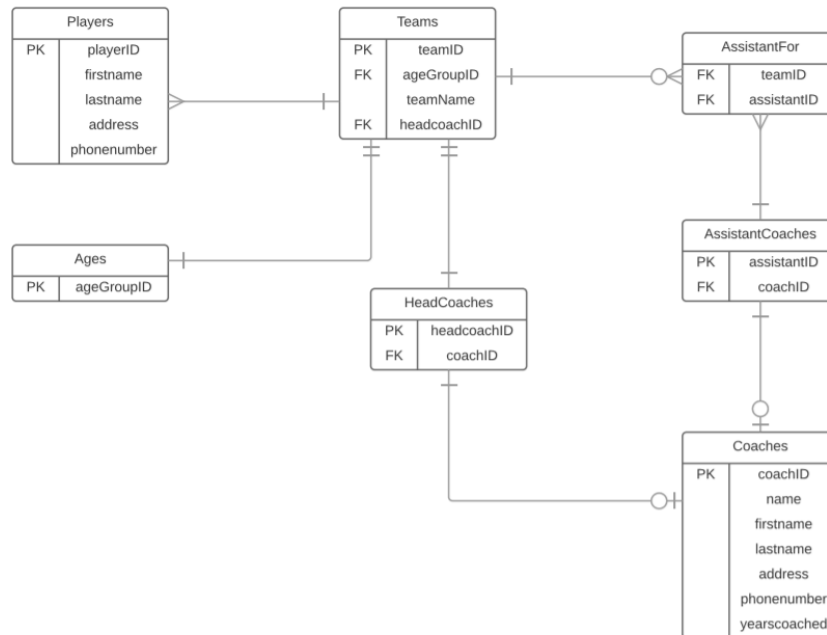 Players
PK playerID
firstname
lastname
address
phonenumber
Teams
PK teamID
FK ageGroupID
teamName
FK headcoachID
AssistantFor
FK teamID
FK assistantID
Ages
PK ageGroupID
HeadCoaches
PK headcoachID
FK coachID
AssistantCoaches
PK assistantID
FK coachID
Coaches
PK coachID
name
firstname
lastname
address
phonenumber
yearscoached